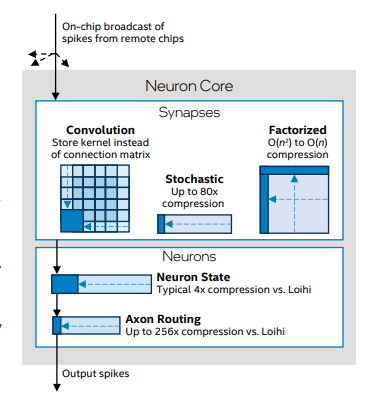 On-chip broadcast of
spikes from remote chips
Neuron Core
Synapses
Convolution
Store kernel instead
of connection matrix
Stochastic
Up to 80x
compression
Factorized
O(n²) to O(n)
compression
Neurons
Neuron State
Typical 4x compression vs. Loihi
Axon Routing
Up to 256x compression vs. Loihi
Output spikes